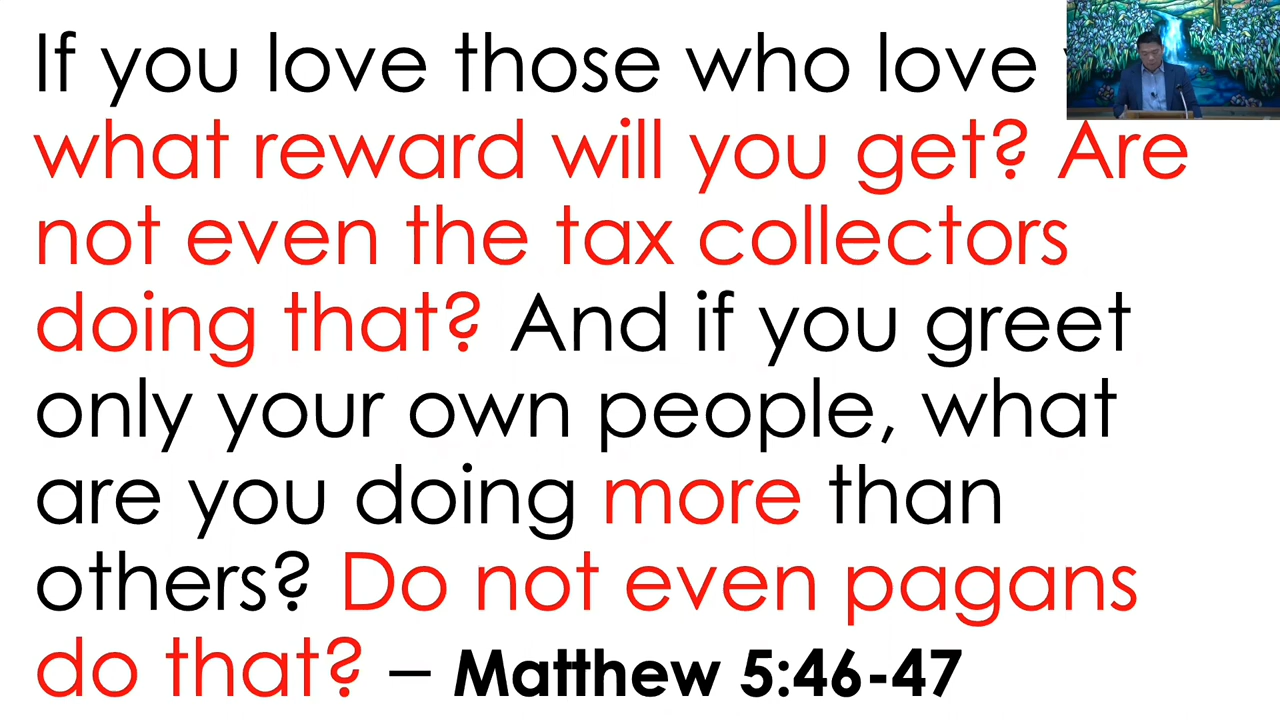 If you love those who love
what reward will you get? Are
not even the tax collectors
doing that? And if you greet
only your own people, what
are you doing more than
others? Do not even pagans
do that? – Matthew 5:46-47